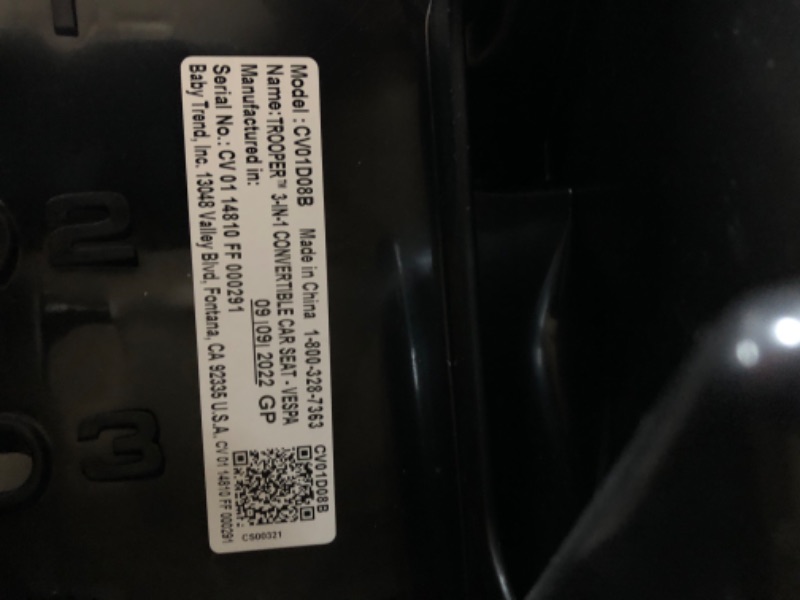 Model : CV01D08B Made in China 1-800-328-7363
Name: TROOPER™ 3-IN-1 CONVERTIBLE CAR SEAT - VESPA
Manufactured in: 09 |09| 2022 GP
Serial No.: CV 01 14810 FF 000291
Baby Trend, Inc. 13048 Valley Blvd, Fontana, CA 92335 U.S.A.
CV01D08B
CV 01 14810 FF 000291
CS00321
2
3